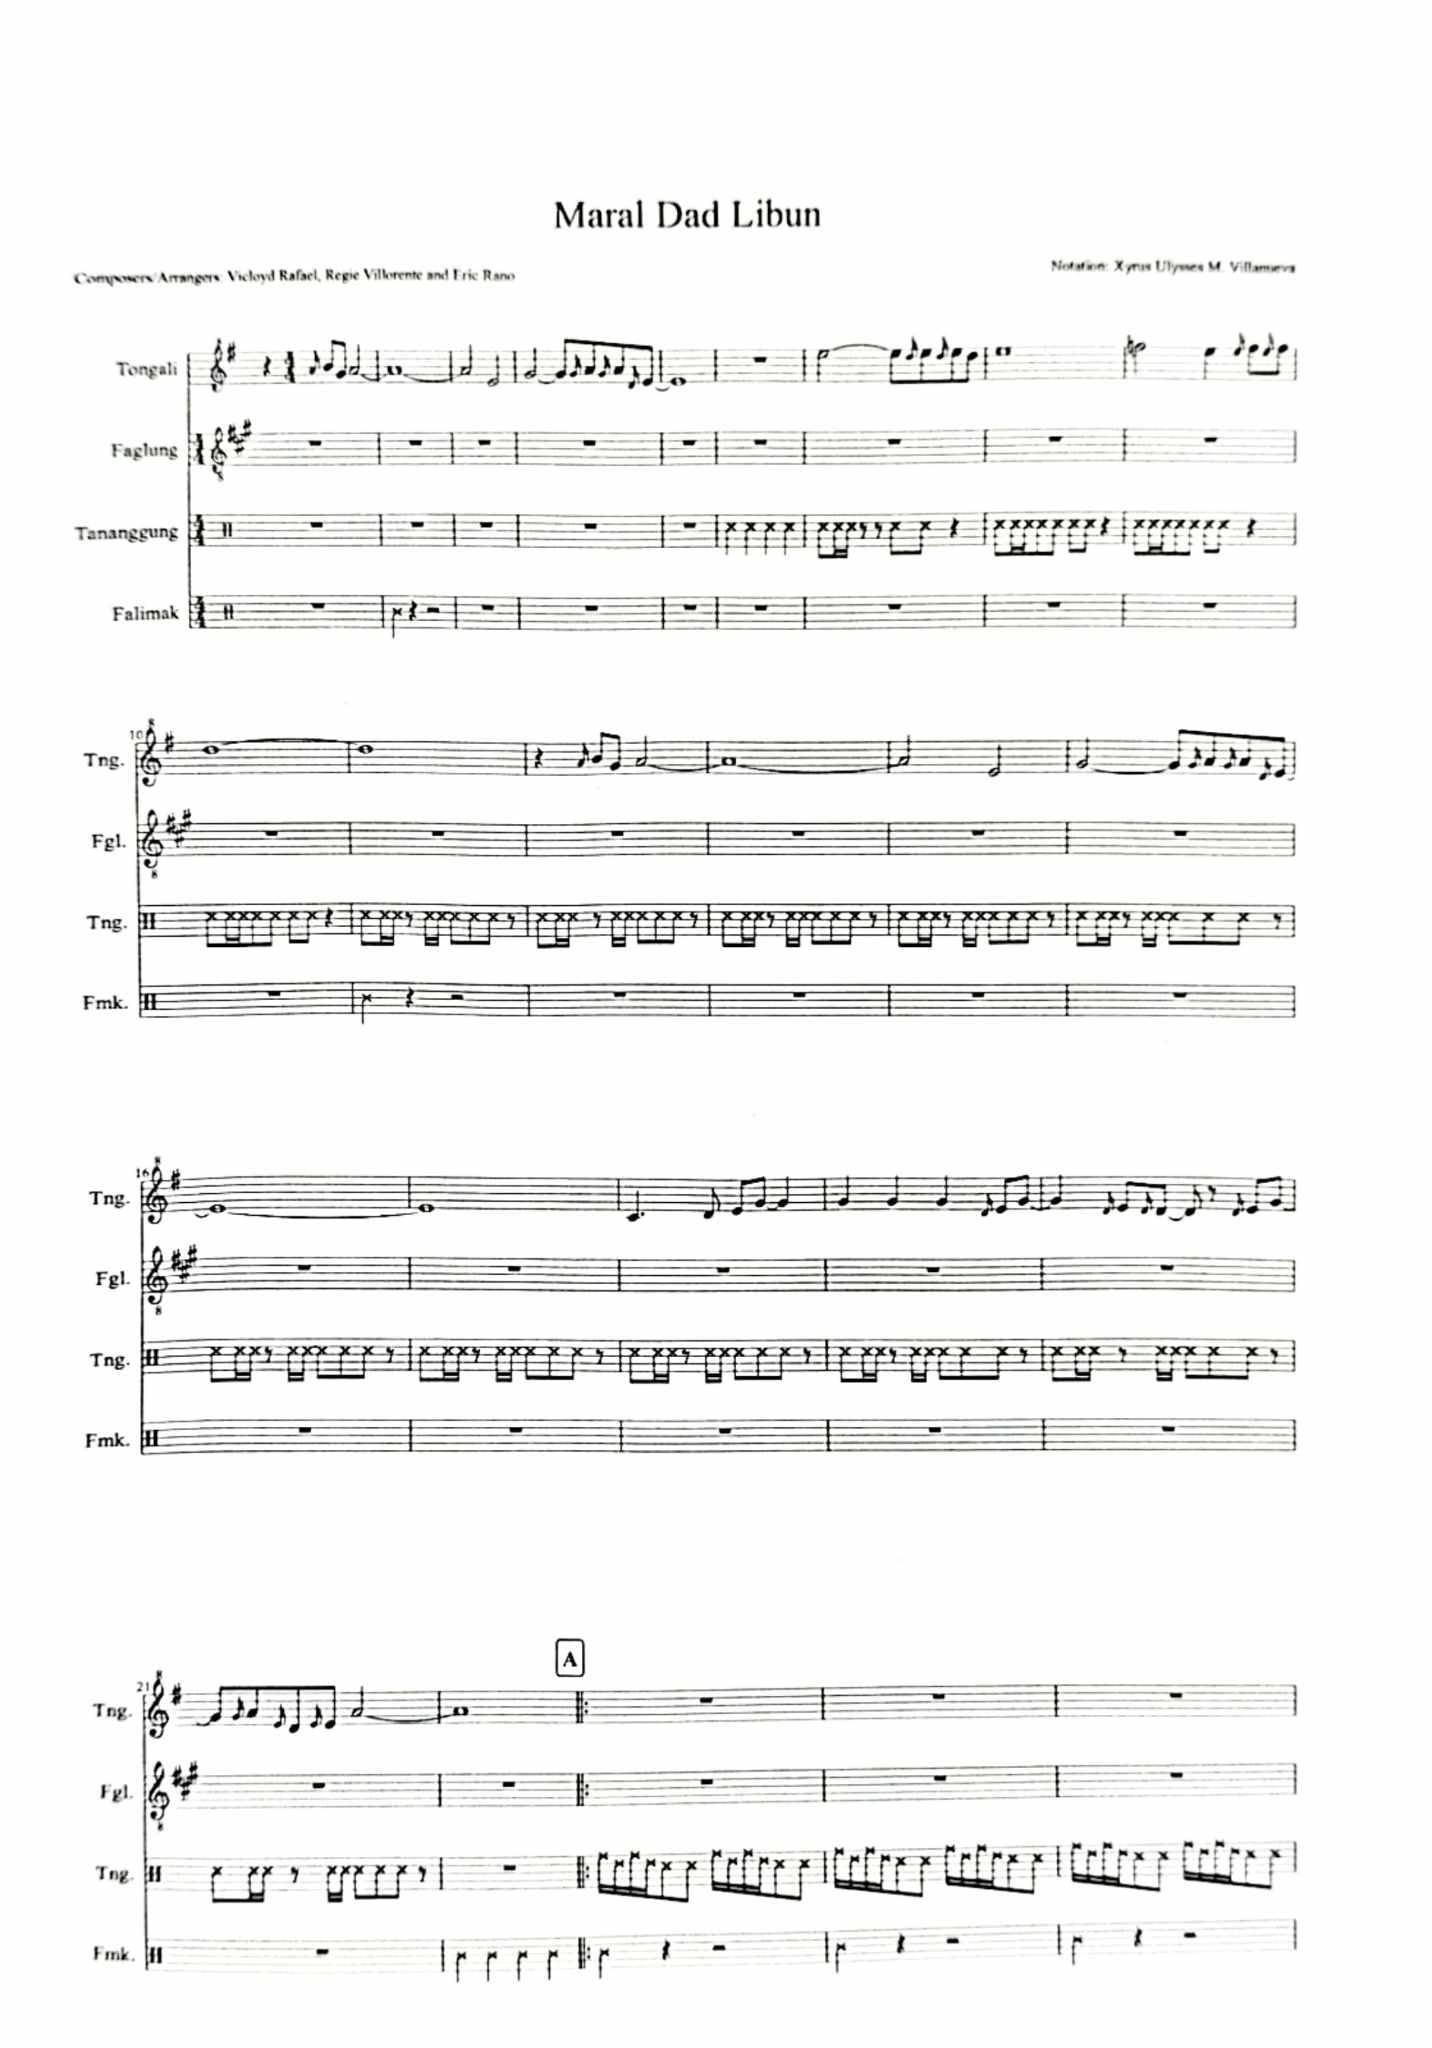 Maral Dad Libun
Composers/Arrangers: Vicloyd Rafael, Regie Villorente and Eric Rano
Notation: Xyrus Ulysses M. Villanueva
Tongali
Faglung
Tananggung
Falimak
10
Tng.
Fgl.
Tng.
Fmk.
16
Tng.
Fgl.
Tng.
Fmk.
A
21
Tng.
Fgl.
Tng.
Fmk.